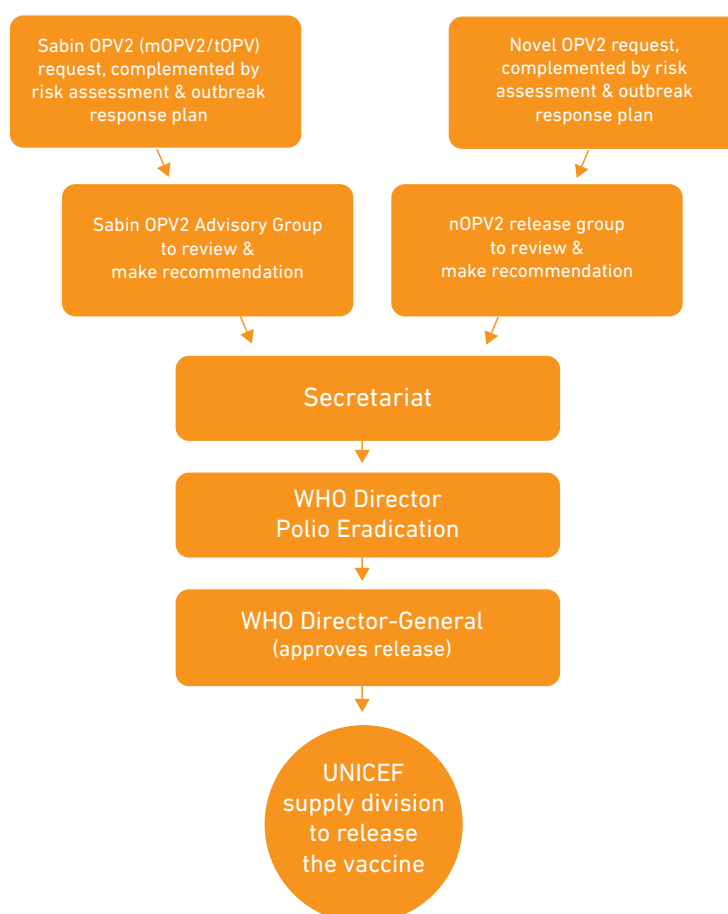 Sabin OPV2 (mOPV2/tOPV)
request, complemented by
risk assessment & outbreak
response plan
Novel OPV2 request,
complemented by risk
assessment & outbreak
response plan
Sabin OPV2 Advisory Group
to review &
make recommendation
nOPV2 release group
to review &
make recommendation
Secretariat
WHO Director
Polio Eradication
WHO Director-General
(approves release)
UNICEF
supply division
to release
the vaccine